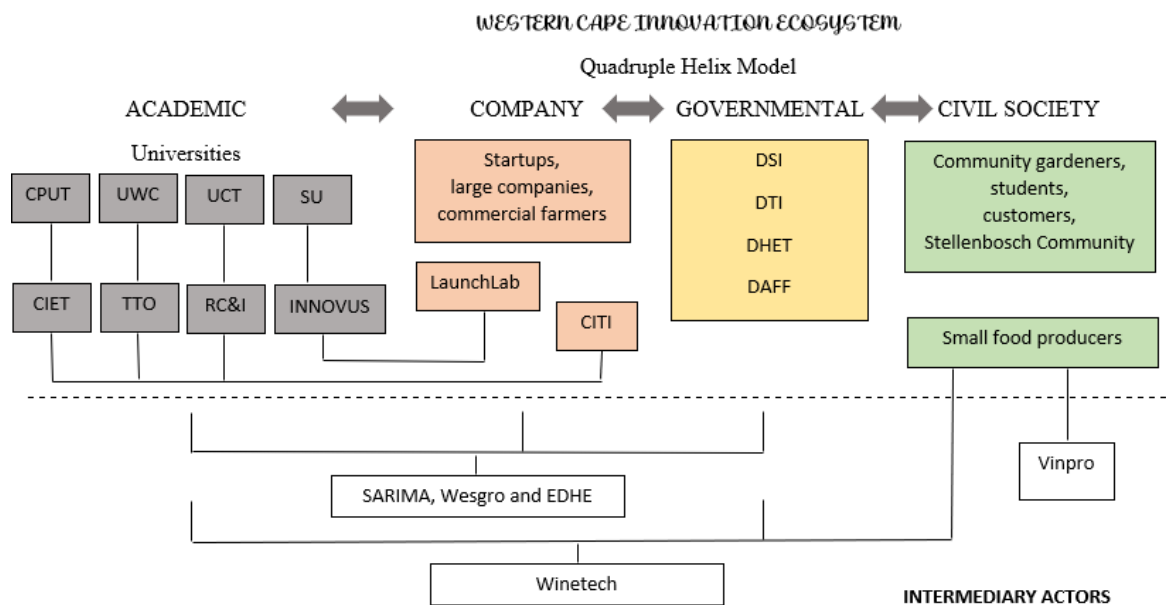 WESTERN CAPE INNOVATION ECOSYSTEM
Quadruple Helix Model
ACADEMIC
COMPANY
GOVERNMENTAL
CIVIL SOCIETY
Universities
CPUT
UWC
UCT
SU
Startups,
large companies,
commercial farmers
DSI
DTI
DHET
DAFF
Community gardeners,
students,
customers,
Stellenbosch Community
CIET
TTO
RC&I
INNOVUS
LaunchLab
CITI
Small food producers
Vinpro
SARIMA, Wesgro and EDHE
Winetech
INTERMEDIARY ACTORS